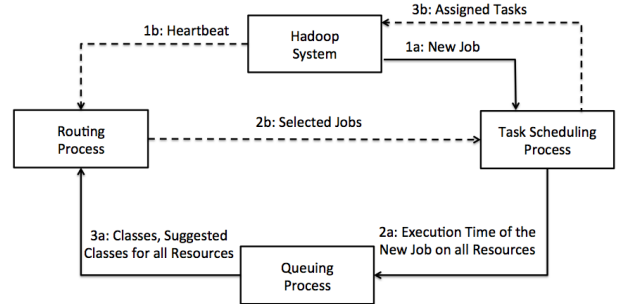 3b: Assigned Tasks
1b: Heartbeat
Hadoop
System
1a: New Job
Routing
Process
2b: Selected Jobs
Task Scheduling
Process
3a: Classes, Suggested
Classes for all Resources
2a: Execution Time of the
New Job on all Resources
Queuing
Process